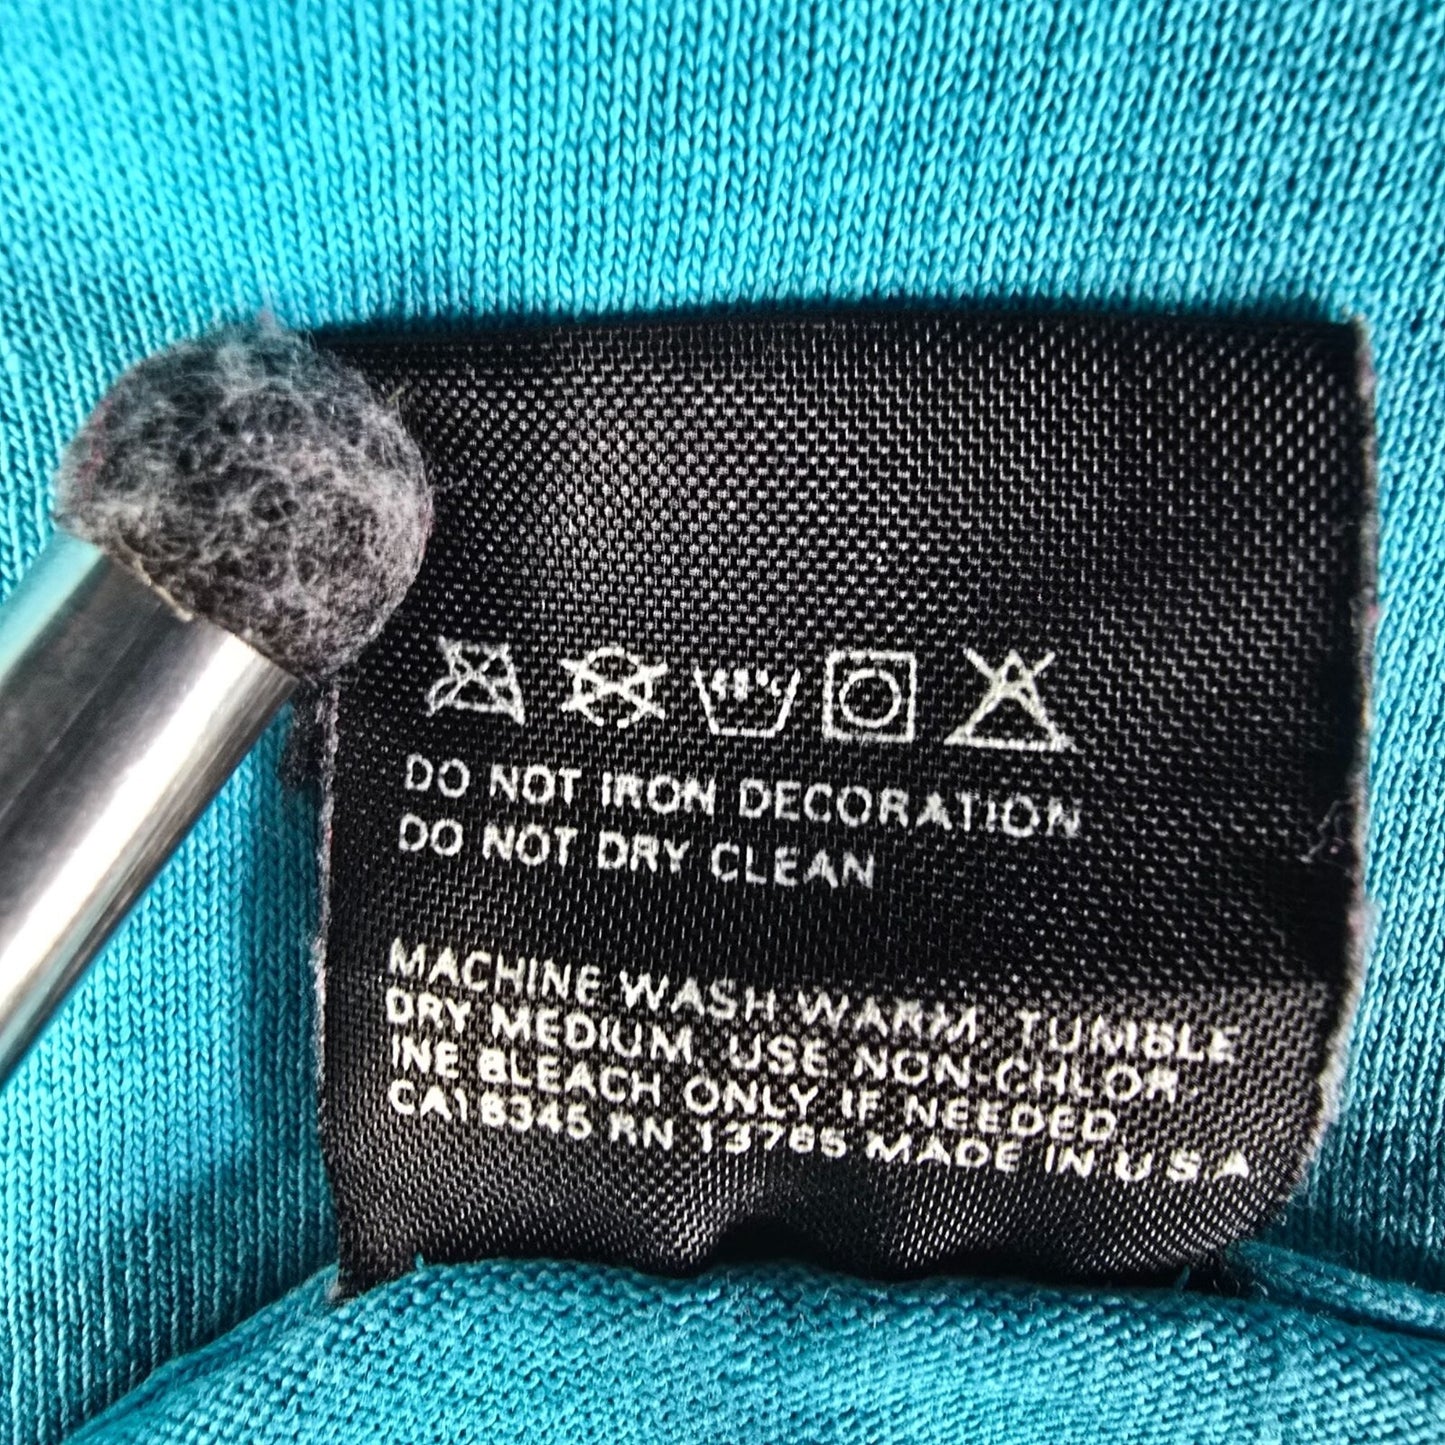 DO NOT IRON DECORATION
DO NOT DRY CLEAN
MACHINE WASH WARM, TUMBLE
DRY MEDIUM, USE NON-CHLOR-
INE BLEACH ONLY IF NEEDED.
CA16345 RN 13765 MADE IN U.S.A